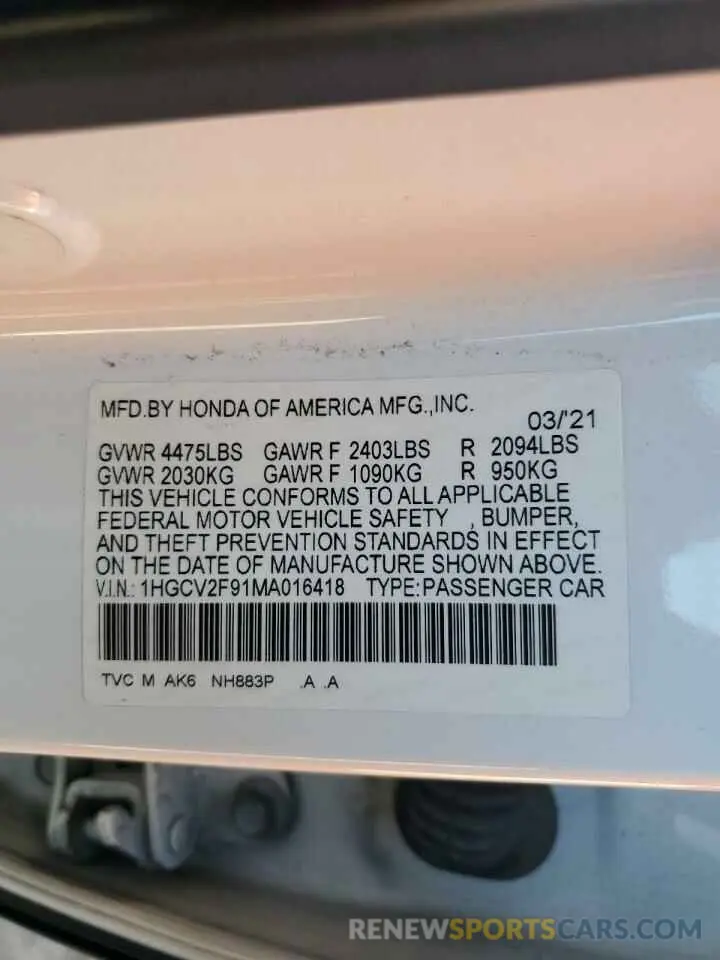 MFD.BY HONDA OF AMERICA MFG.,INC.
03/'21
GVWR 4475LBS GAWR F 2403LBS R 2094LBS
GVWR 2030KG GAWR F 1090KG R 950KG
THIS VEHICLE CONFORMS TO ALL APPLICABLE
FEDERAL MOTOR VEHICLE SAFETY , BUMPER,
AND THEFT PREVENTION STANDARDS IN EFFECT
ON THE DATE OF MANUFACTURE SHOWN ABOVE.
V.I.N.: 1HGCV2F91MA016418 TYPE:PASSENGER CAR
TVC M AK6 NH883P .A .A
RENEWSPORTSCARS.COM